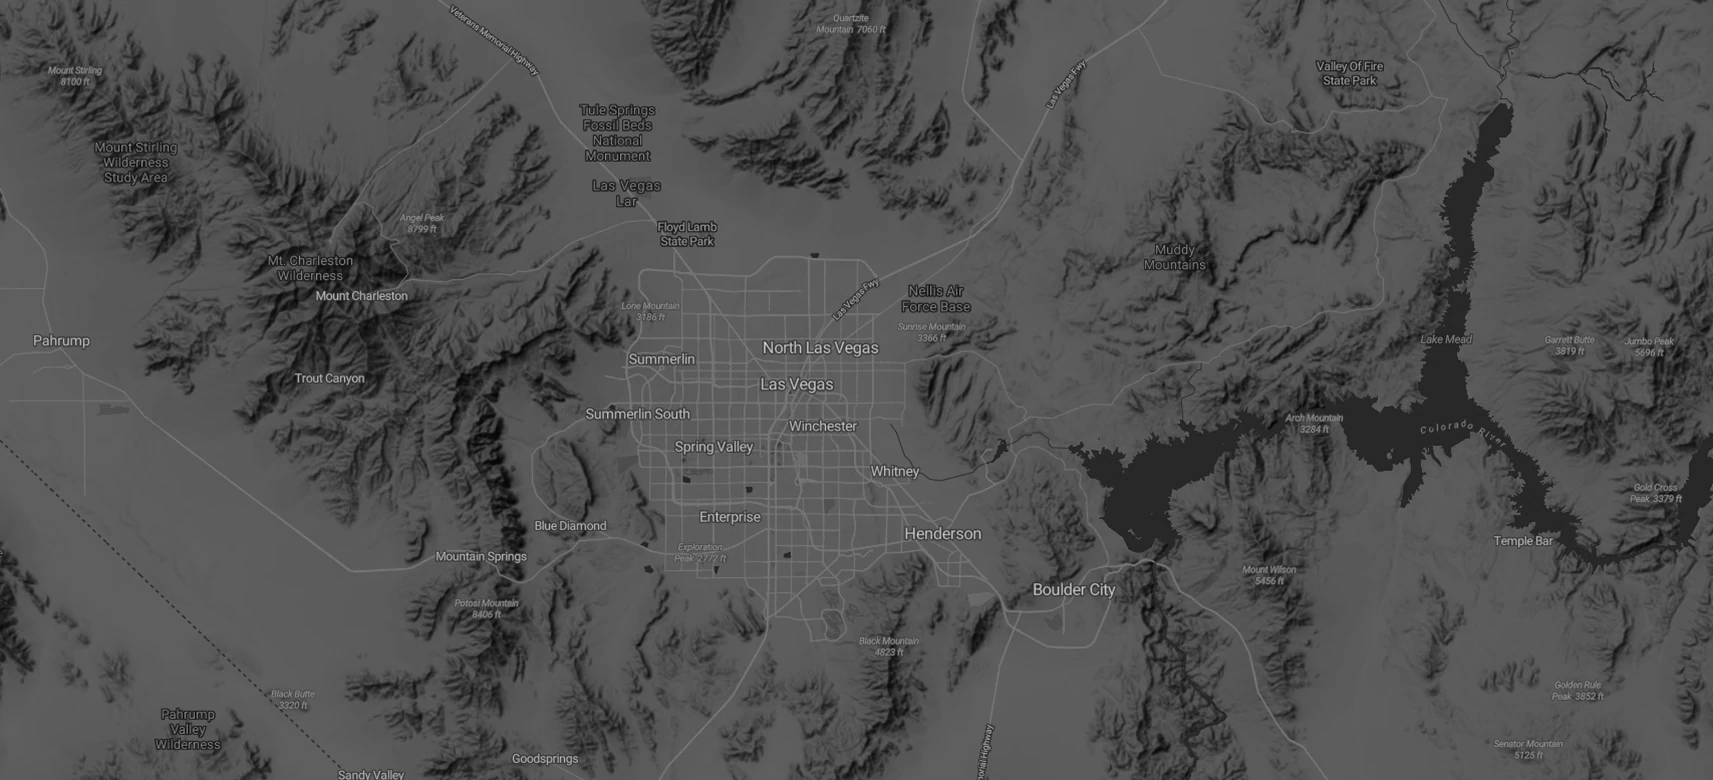 Veterans Memorial Highway
Quartzite
Mountain 7060 ft
Mount Stirling
8100 ft
Las Vegas Fwy
Valley Of Fire
State Park
Tule Springs
Fossil Beds
National
Monument
Mount Stirling
Wilderness
Study Area
Las Vegas
Lar
Angel Peak
8799 ft
Floyd Lamb
State Park
Muddy
Mountains
Mt. Charleston
Wilderness
Mount Charleston
Las Vegas Fwy
Nellis Air
Force Base
Lone Mountain
3186 ft
Sunrise Mountain
3366 ft
Pahrump
North Las Vegas
Lake Mead
Garrett Butte
3819 ft
Jumbo Peak
5696 ft
Summerlin
Trout Canyon
Las Vegas
Summerlin South
Winchester
Arch Mountain
3284 ft
Colorado River
Spring Valley
Whitney
Gold Cross
Peak 3379 ft
Enterprise
Blue Diamond
Henderson
Temple Bar
Mountain Springs
Exploration
Peak 2772 ft
Mount Wilson
5456 ft
Boulder City
Potosi Mountain
8406 ft
Black Mountain
4823 ft
Black Butte
3320 ft
Golden Rule
Peak 3852 ft
Pahrump
Valley
Wilderness
orial Highway
Senator Mountain
5125 ft
Goodsprings
Sandy Valley